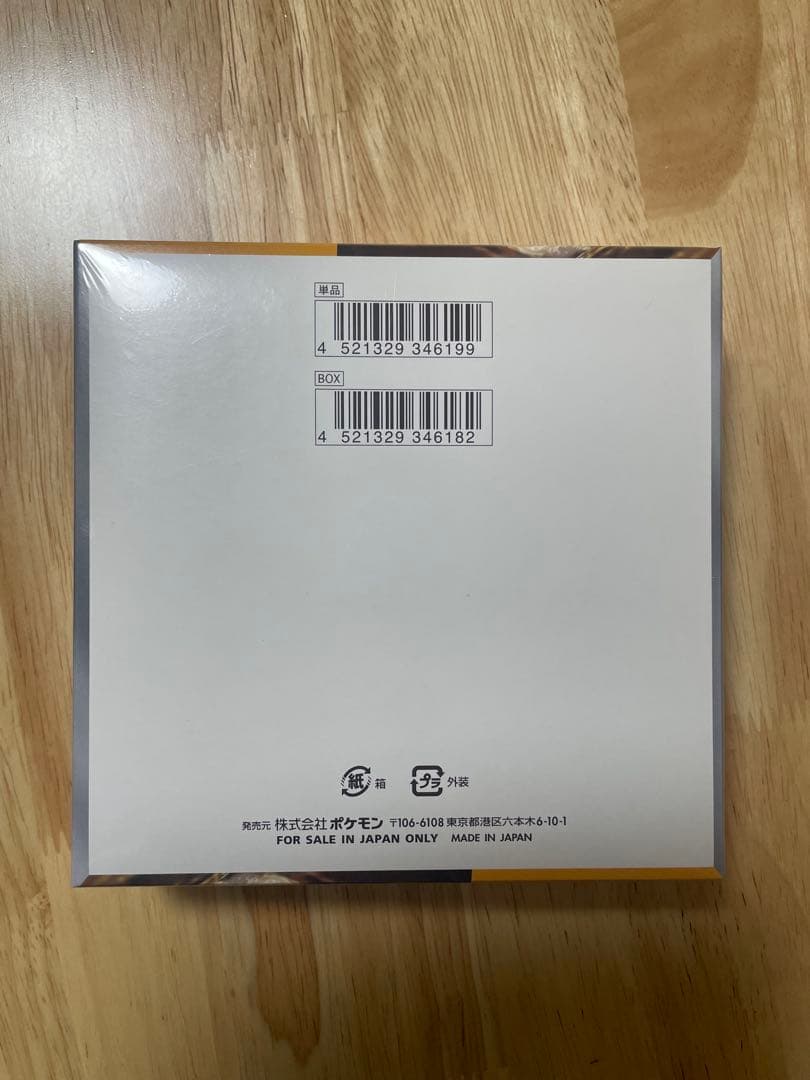 単品
4 521329 346199
BOX
4 521329 346182
紙 箱 プラ 外装
発売元 株式会社 ポケモン 〒106-6108 東京都港区六本木6-10-1
FOR SALE IN JAPAN ONLY MADE IN JAPAN